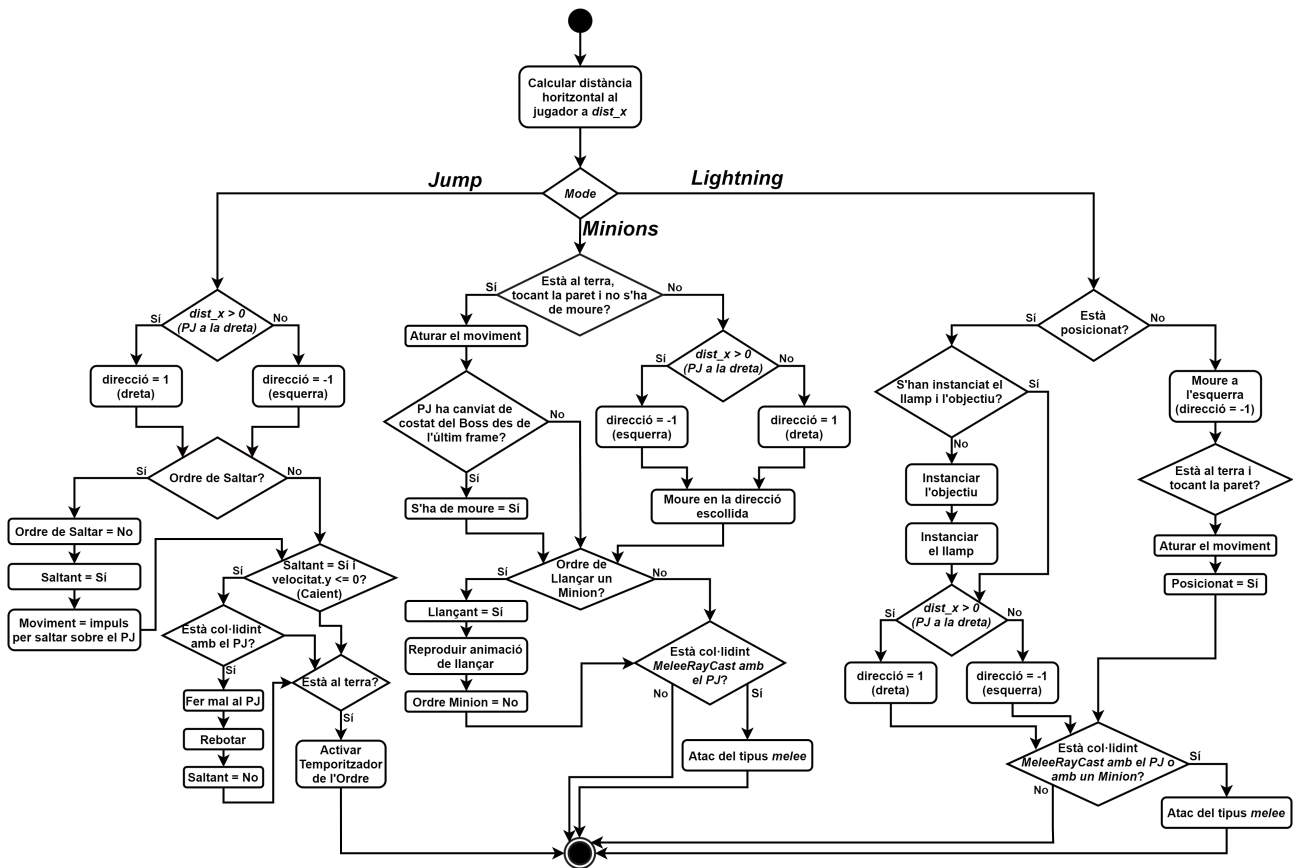 Calcular distància
horitzontal al
jugador a dist_x
Mode
Jump
Lightning
Minions
dist_x > 0
(PJ a la dreta)
Sí
No
direcció = 1
(dreta)
direcció = -1
(esquerra)
Ordre de Saltar?
Sí
No
Ordre de Saltar = No
Saltant = Sí
Moviment = impuls
per saltar sobre el PJ
Saltant = Sí i
velocitat.y <= 0?
(Caient)
Sí
Està col·lidint
amb el PJ?
Sí
Fer mal al PJ
Rebotar
Saltant = No
Està al terra?
Sí
Activar
Temporitzador
de l'Ordre
Està al terra,
tocant la paret i no s'ha
de moure?
Sí
No
Aturar el moviment
PJ ha canviat de
costat del Boss des de
l'últim frame?
No
Sí
S'ha de moure = Sí
dist_x > 0
(PJ a la dreta)
Sí
No
direcció = -1
(esquerra)
direcció = 1
(dreta)
Moure en la direcció
escollida
Ordre de
Llançar un
Minion?
Sí
No
Llançant = Sí
Reproduir animació
de llançar
Ordre Minion = No
Està col·lidint
MeleeRayCast amb
el PJ?
No
Sí
Atac del tipus melee
Està
posicionat?
Sí
No
S'han instanciat el
llamp i l'objectiu?
Sí
No
Instanciar
l'objectiu
Instanciar
el llamp
dist_x > 0
(PJ a la dreta)
Sí
No
direcció = 1
(dreta)
direcció = -1
(esquerra)
Moure a
l'esquerra
(direcció = -1)
Està al terra i
tocant la paret?
Aturar el moviment
Posicionat = Sí
Està col·lidint
MeleeRayCast amb el PJ o
amb un Minion?
Sí
No
Atac del tipus melee